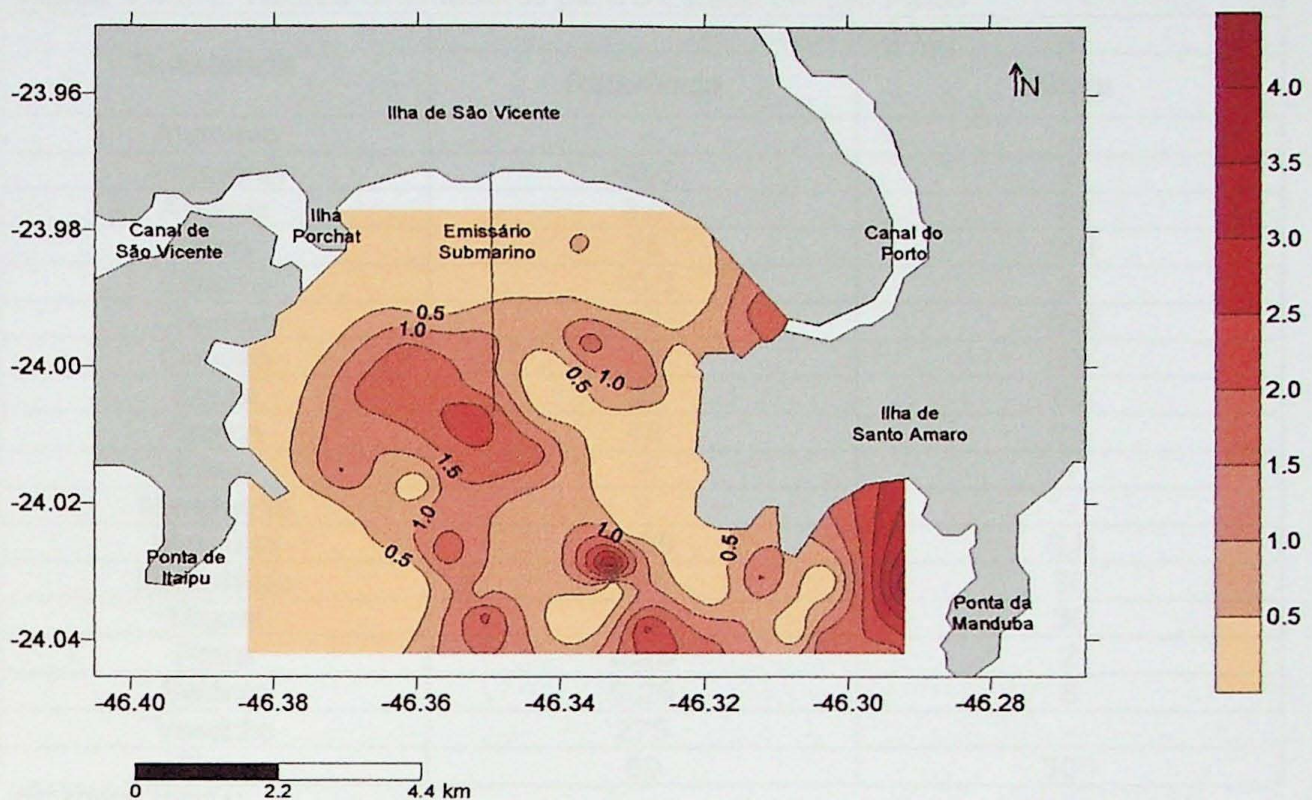 -23.96
-23.98
-24.00
-24.02
-24.04
-46.40
-46.38
-46.36
-46.34
-46.32
-46.30
-46.28
N
Ilha de São Vicente
Ilha
Porchat
Canal de
São Vicente
Emissário
Submarino
Canal do
Porto
Ilha de
Santo Amaro
Ponta de
Itaipu
Ponta da
Manduba
0.5
1.0
0.5
1.0
1.5
1.0
0.5
1.0
0.5
4.0
3.5
3.0
2.5
2.0
1.5
1.0
0.5
0
2.2
4.4 km